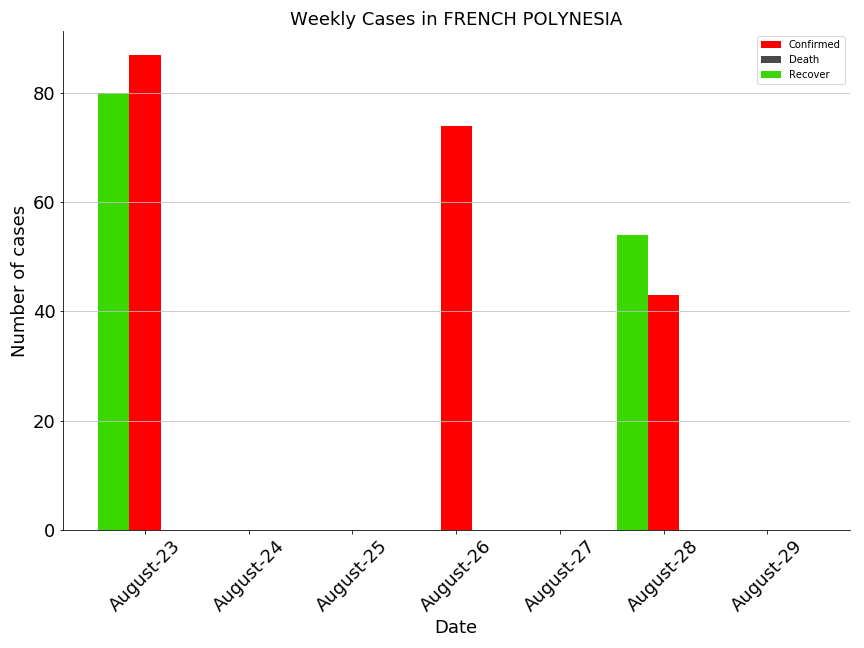 Weekly Cases in FRENCH POLYNESIA
Confirmed
Death
Recover
Number of cases
80
60
40
20
0
August-23
August-24
August-25
August-26
August-27
August-28
August-29
Date